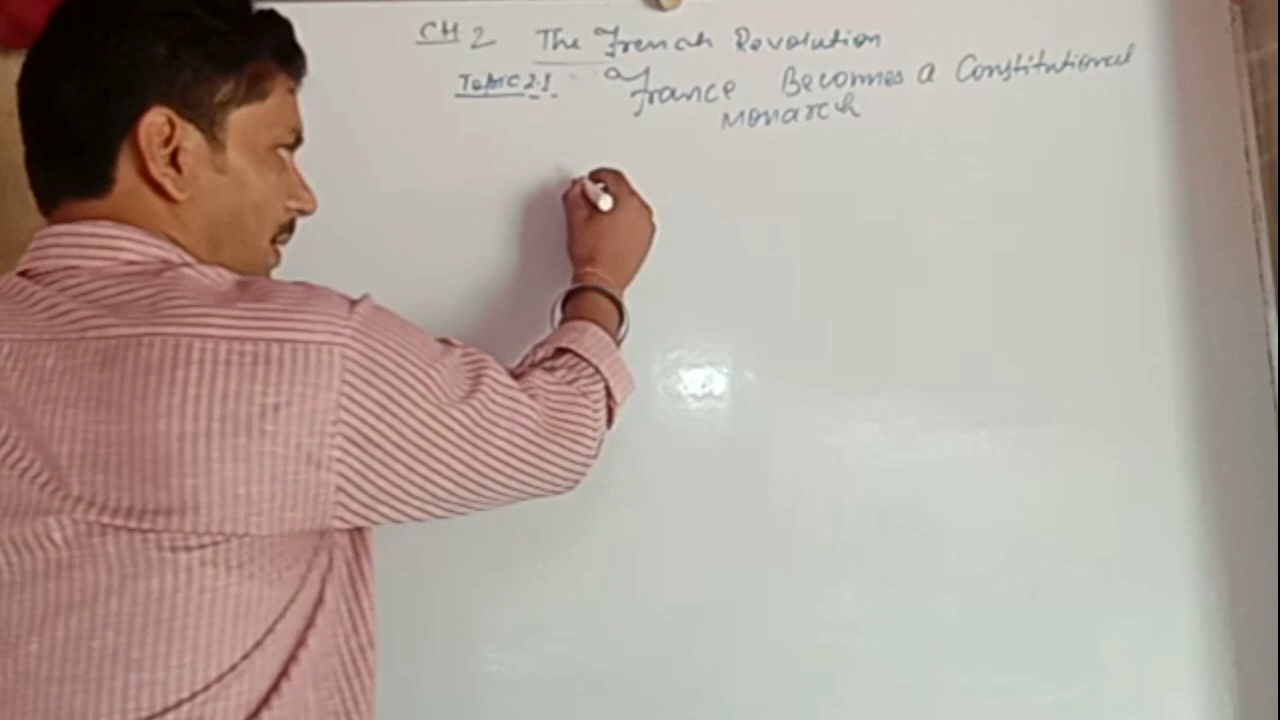 CH 2 The French Revolution
Topic 2.1 France Becomes a Constitutional
Monarch